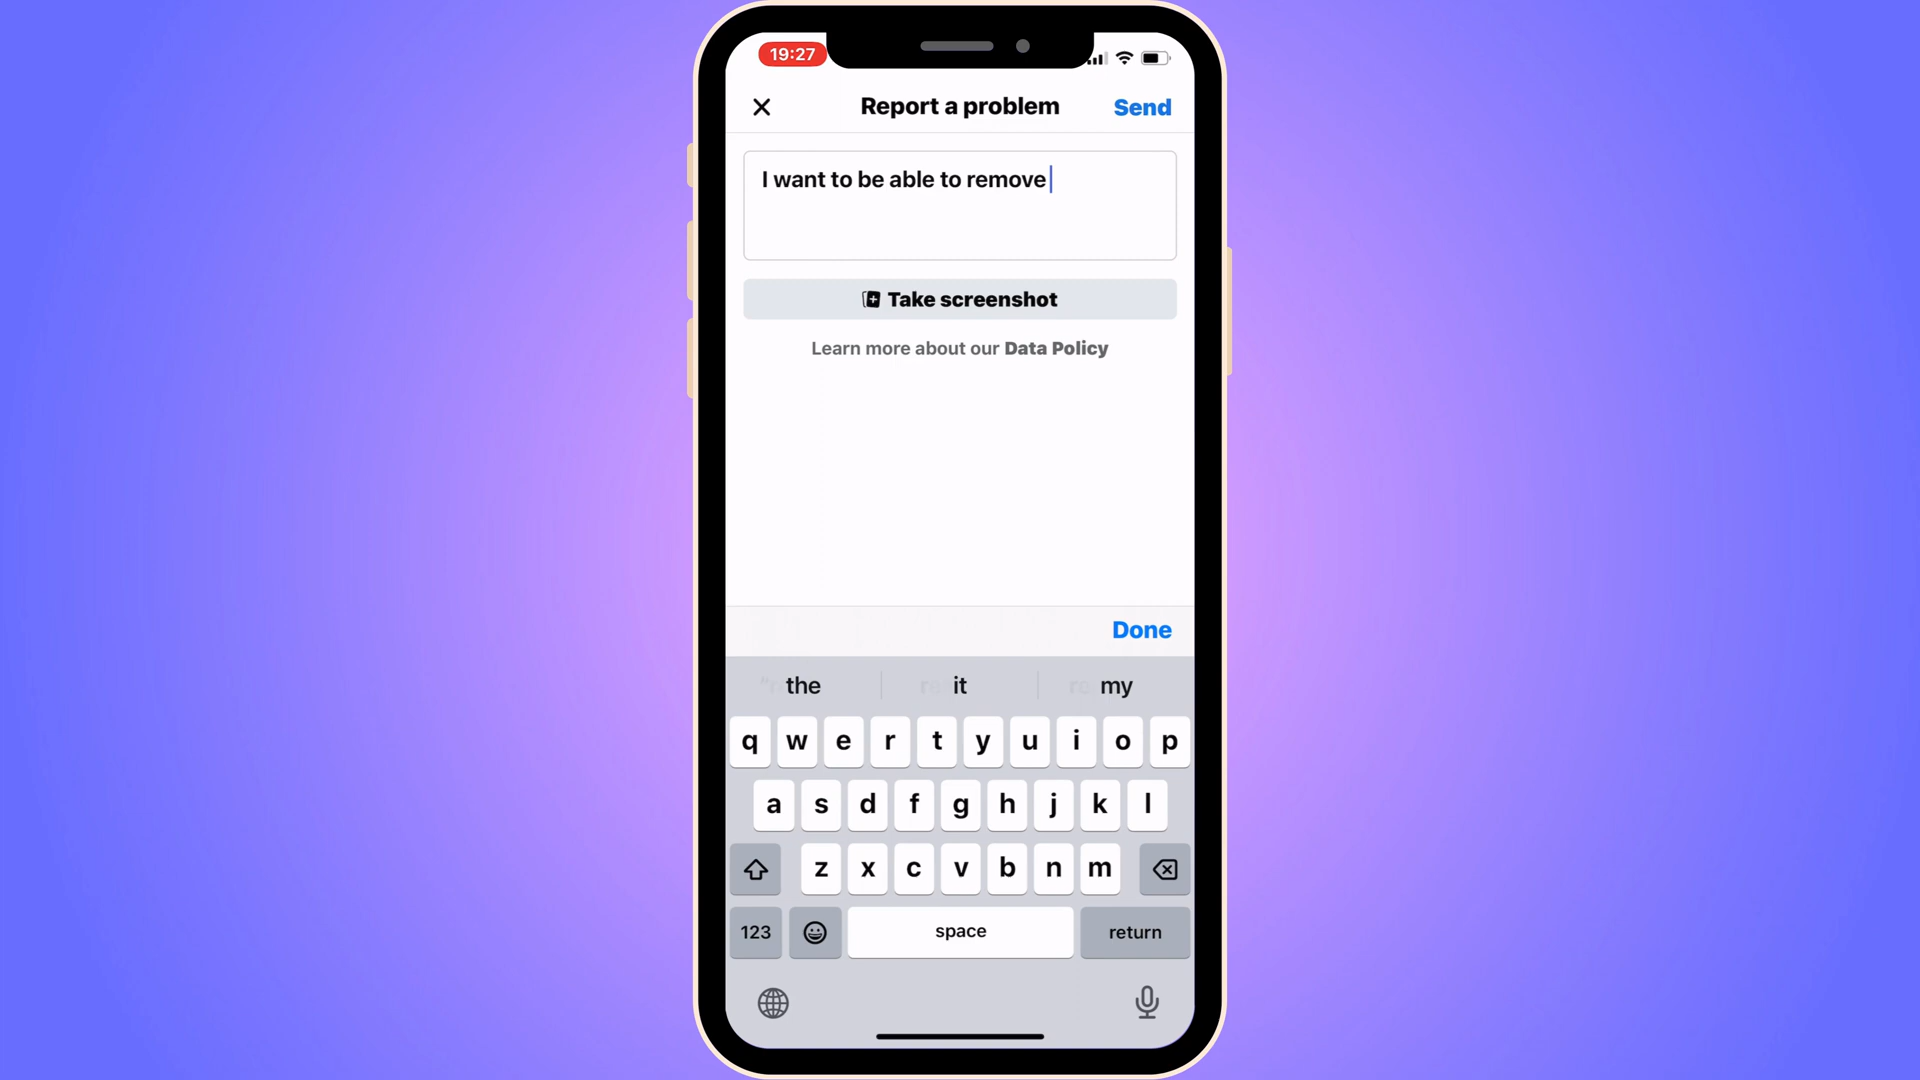 19:27
Report a problem
Send
I want to be able to remove
Take screenshot
Learn more about our Data Policy
Done
the it my
q w e r t y u i o p
a s d f g h j k l
z x c v b n m
123 space return